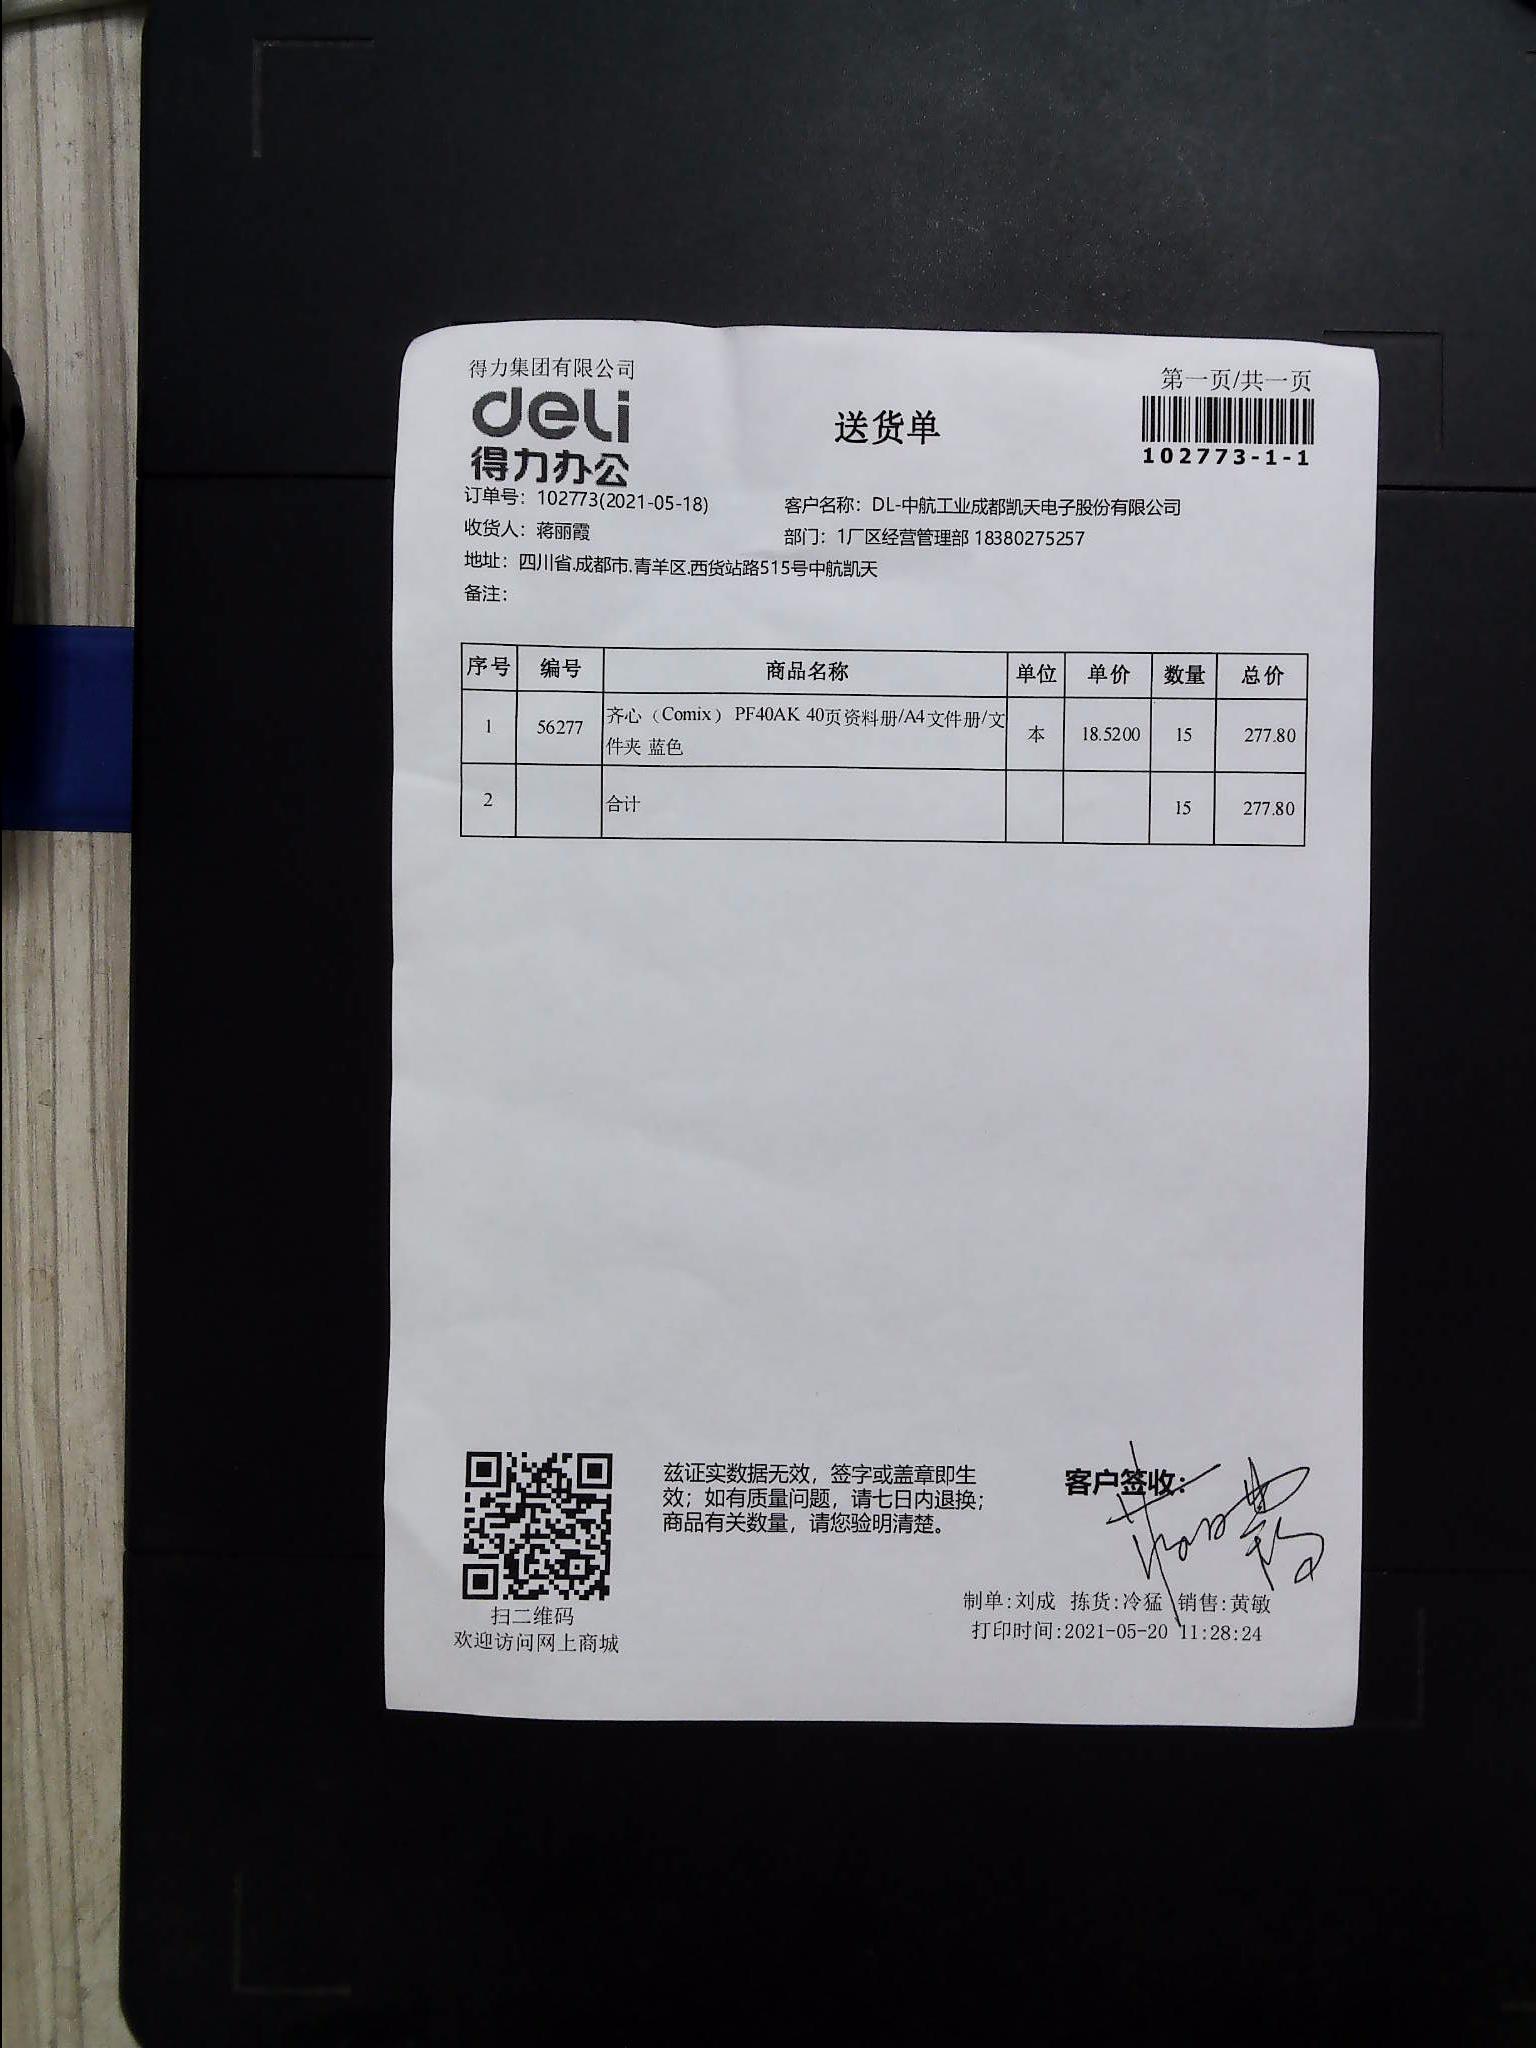 得力集团有限公司
deli
得力办公
送货单
第一页/共一页
102773-1-1
订单号：102773(2021-05-18)
客户名称：DL-中航工业成都凯天电子股份有限公司
收货人：蒋丽霞
部门：1厂区经营管理部 18380275257
地址：四川省.成都市.青羊区.西货站路515号中航凯天
备注：
序号 编号 商品名称 单位 单价 数量 总价
1 56277 齐心（Comix） PF40AK 40页资料册/A4文件册/文 本 18.5200 15 277.80
件夹 蓝色
2 合计 15 277.80
兹证实数据无效，签字或盖章即生
效；如有质量问题，请七日内退换；
商品有关数量，请您验明清楚。
客户签收：
扫二维码
欢迎访问网上商城
制单:刘成 拣货:冷猛 销售:黄敏
打印时间:2021-05-20 11:28:24